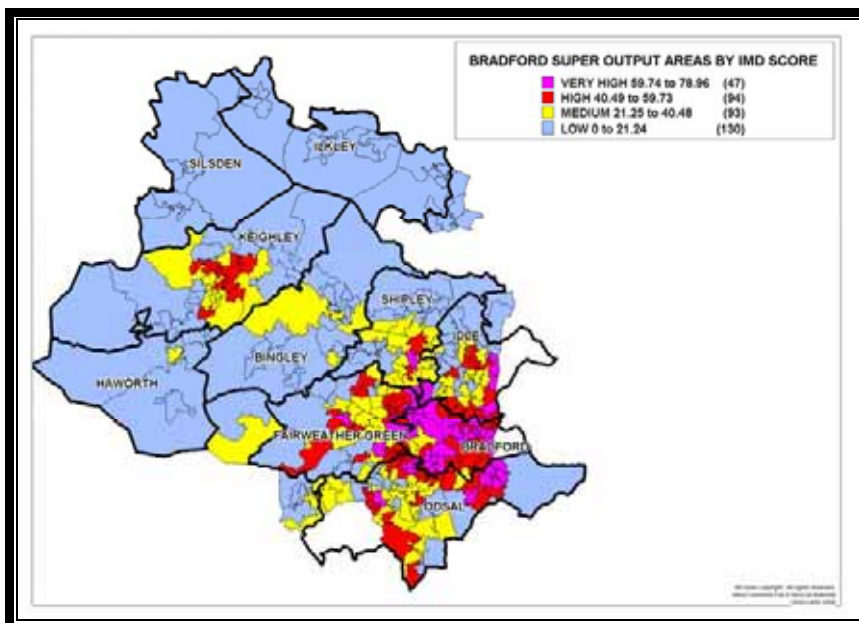 BRADFORD SUPER OUTPUT AREAS BY IMD SCORE
VERY HIGH 59.74 to 78.96 (47)
HIGH 40.49 to 59.73 (94)
MEDIUM 21.25 to 40.48 (93)
LOW 0 to 21.24 (130)
ILKLEY
SILSDEN
KEIGHLEY
SHIPLEY
IDLE
BINGLEY
HAWORTH
FAIRWEATHER GREEN
BRADFORD
ODSAL